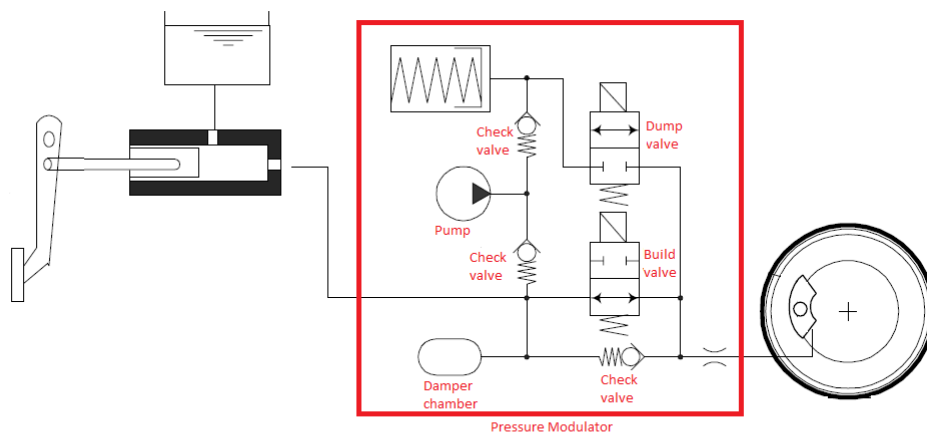 Check
valve
Dump
valve
Pump
Check
valve
Build
valve
Damper
chamber
Check
valve
Pressure Modulator